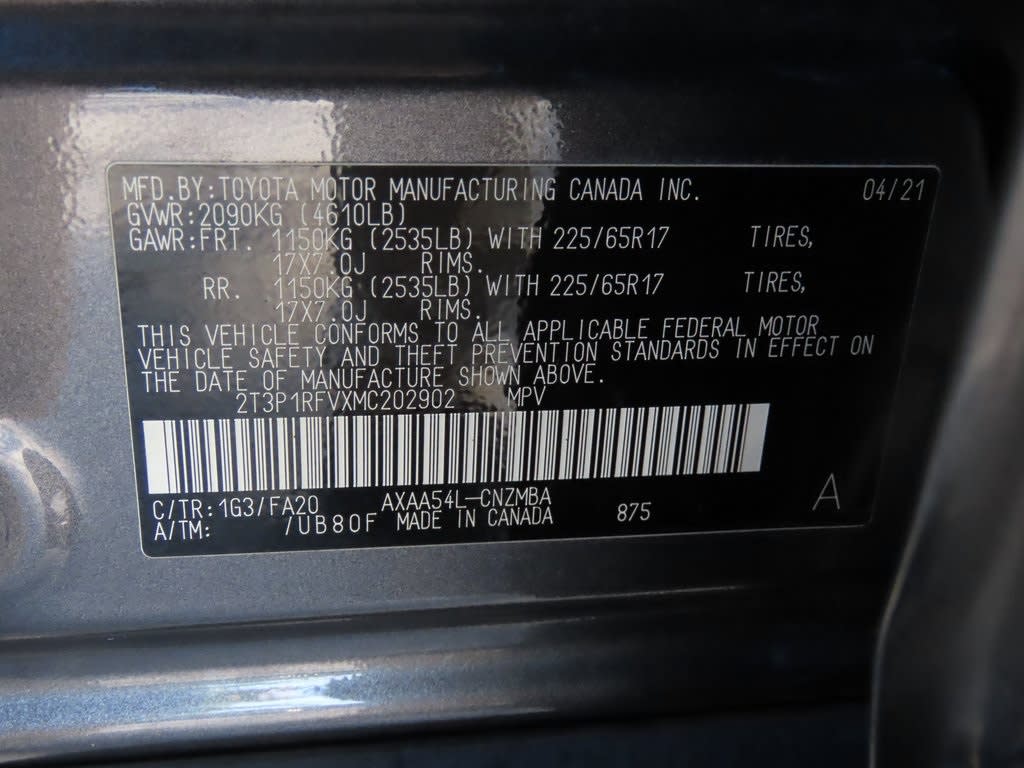 MFD.BY:TOYOTA MOTOR MANUFACTURING CANADA INC. 04/21
GVWR:2090KG (4610LB)
GAWR:FRT. 1150KG (2535LB) WITH 225/65R17 TIRES,
17X7.0J RIMS.
RR. 1150KG (2535LB) WITH 225/65R17 TIRES,
17X7.0J RIMS.
THIS VEHICLE CONFORMS TO ALL APPLICABLE FEDERAL MOTOR
VEHICLE SAFETY AND THEFT PREVENTION STANDARDS IN EFFECT ON
THE DATE OF MANUFACTURE SHOWN ABOVE.
2T3P1RFVXMC202902 MPV
C/TR:1G3/FA20 AXAA54L-CNZMBA A
A/TM: /UB80F MADE IN CANADA 875